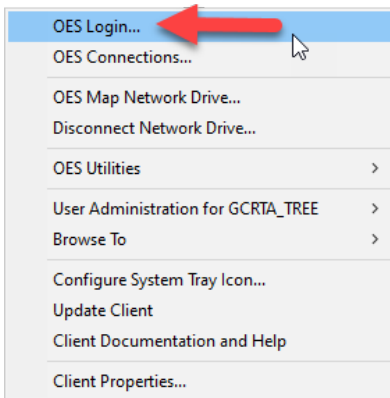 OES Login...
OES Connections...
OES Map Network Drive...
Disconnect Network Drive...
OES Utilities
User Administration for GCRTA_TREE
Browse To
Configure System Tray Icon...
Update Client
Client Documentation and Help
Client Properties...